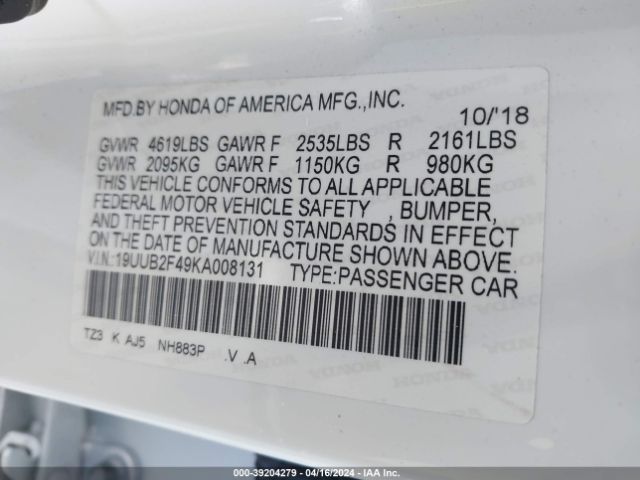 MFD.BY HONDA OF AMERICA MFG.,INC. 10/'18
GVWR 4619LBS GAWR F 2535LBS R 2161LBS
GVWR 2095KG GAWR F 1150KG R 980KG
THIS VEHICLE CONFORMS TO ALL APPLICABLE
FEDERAL MOTOR VEHICLE SAFETY , BUMPER,
AND THEFT PREVENTION STANDARDS IN EFFECT
ON THE DATE OF MANUFACTURE SHOWN ABOVE.
V.I.N.:19UUB2F49KA008131 TYPE:PASSENGER CAR
TZ3 K AJ5 NH883P .V .A
000-39204279 - 04/16/2024 - IAA Inc.